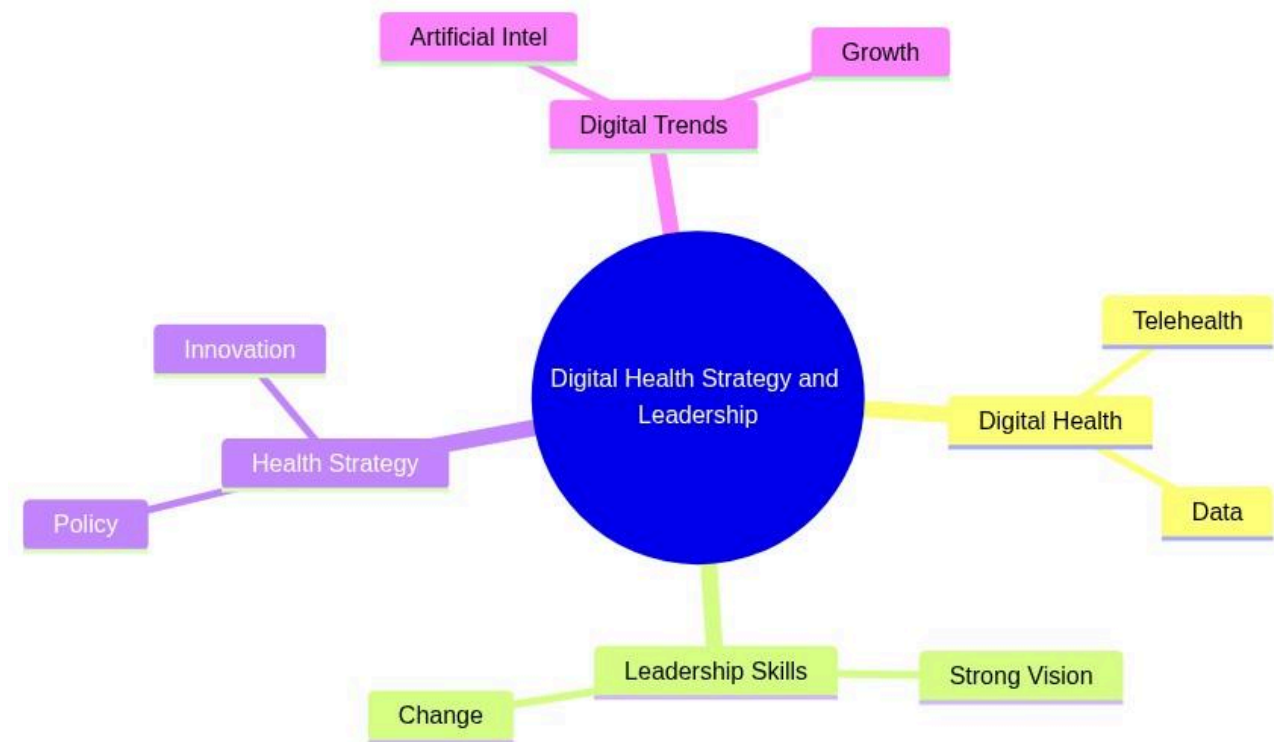 Artificial Intel
Growth
Digital Trends
Telehealth
Innovation
Digital Health Strategy and
Leadership
Digital Health
Health Strategy
Data
Policy
Leadership Skills
Strong Vision
Change